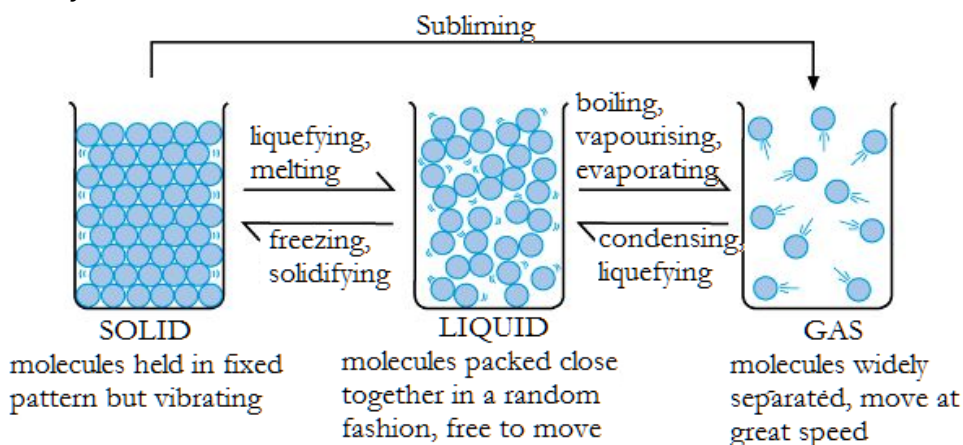 Subliming
liquefying,
melting
freezing,
solidifying
boiling,
vapourising,
evaporating
condensing,
liquefying
SOLID
molecules held in fixed
pattern but vibrating
LIQUID
molecules packed close
together in a random
fashion, free to move
GAS
molecules widely
separated, move at
great speed